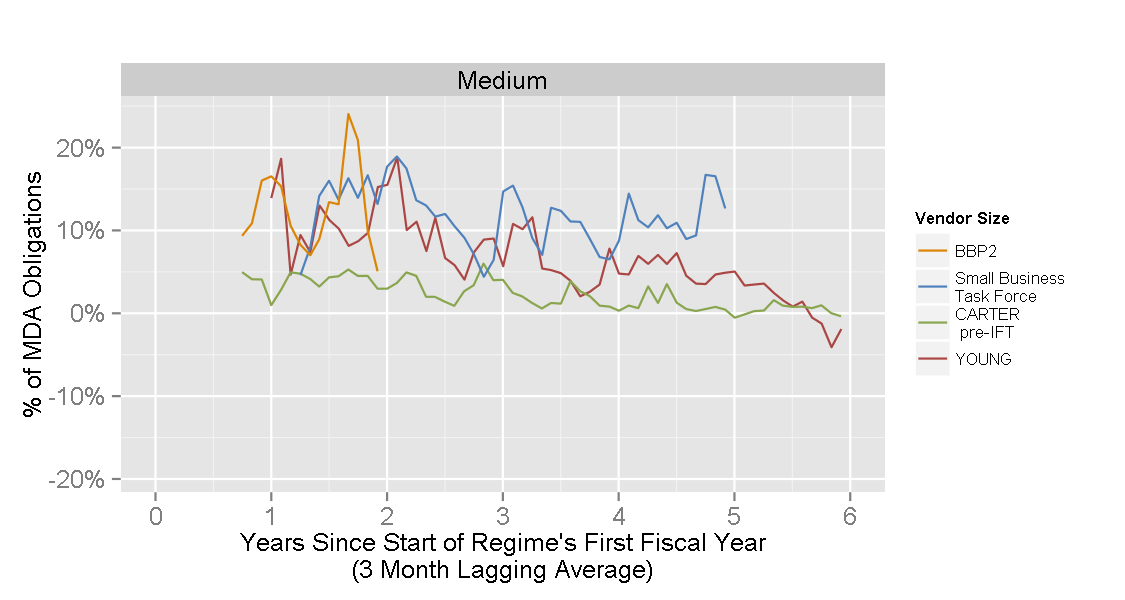 Medium
20%
10%
0%
-10%
-20%
% of MDA Obligations
0 1 2 3 4 5 6
Years Since Start of Regime's First Fiscal Year
(3 Month Lagging Average)
Vendor Size
BBP2
Small Business
Task Force
CARTER
pre-IFT
YOUNG